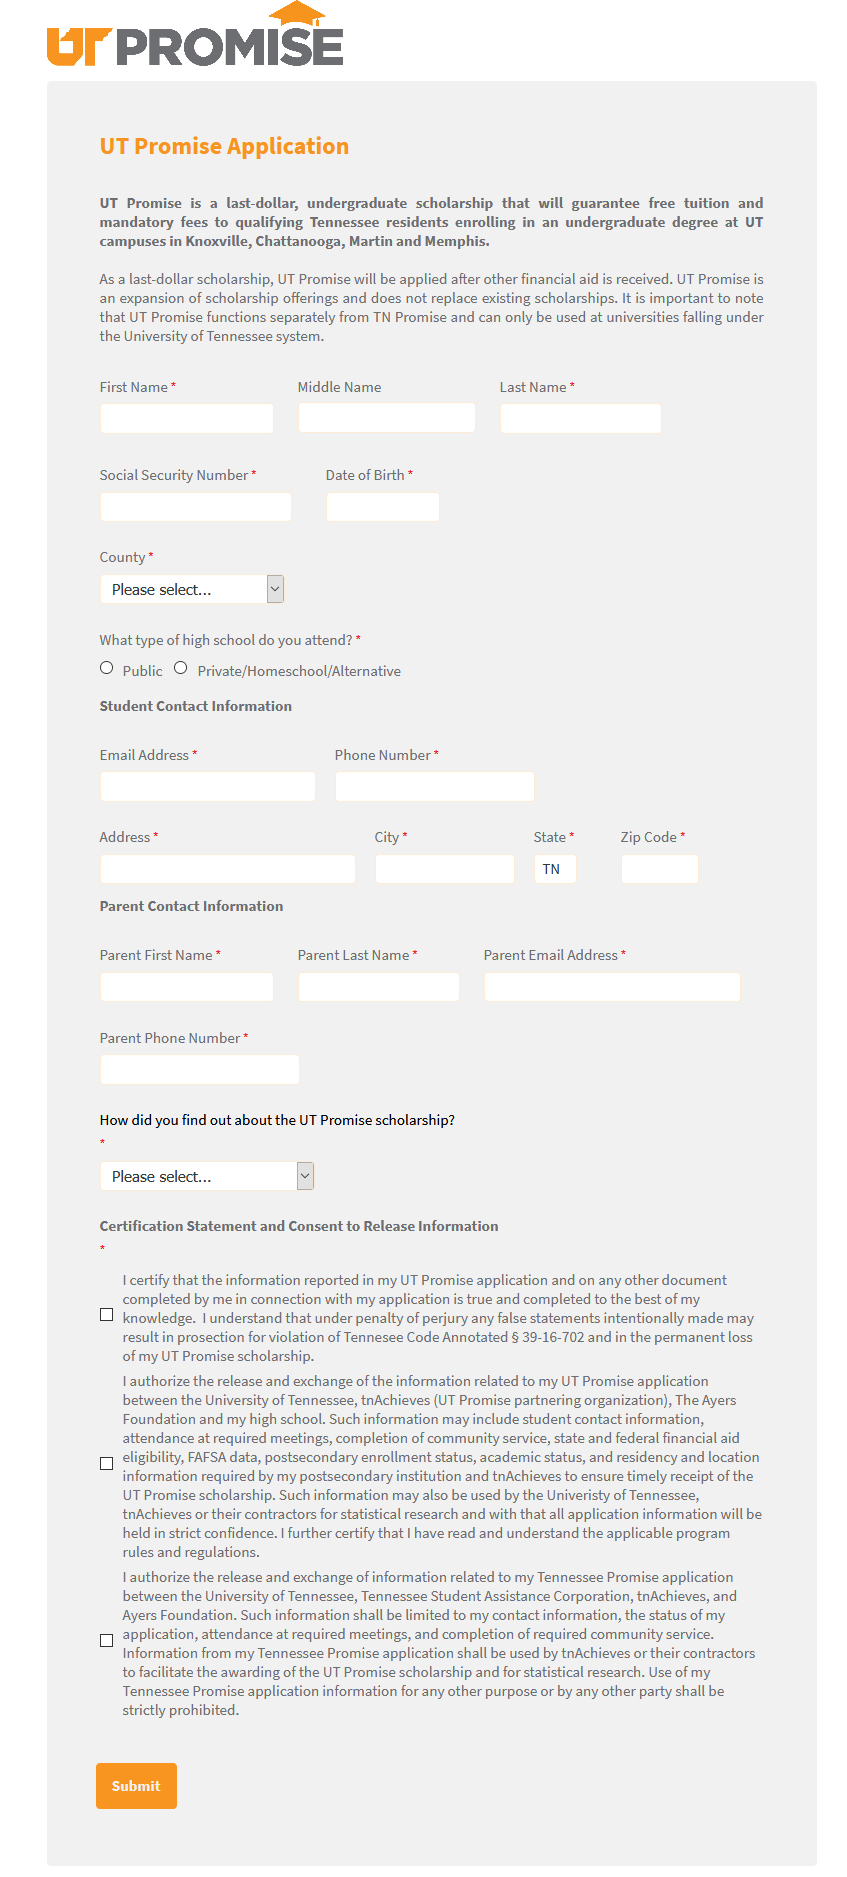 UT PROMISE
UT Promise Application
UT Promise is a last-dollar, undergraduate scholarship that will guarantee free tuition and
mandatory fees to qualifying Tennessee residents enrolling in an undergraduate degree at UT
campuses in Knoxville, Chattanooga, Martin and Memphis.
As a last-dollar scholarship, UT Promise will be applied after other financial aid is received. UT Promise is
an expansion of scholarship offerings and does not replace existing scholarships. It is important to note
that UT Promise functions separately from TN Promise and can only be used at universities falling under
the University of Tennessee system.
First Name * Middle Name Last Name *
Social Security Number * Date of Birth *
County *
Please select...
What type of high school do you attend? *
Public Private/Homeschool/Alternative
Student Contact Information
Email Address * Phone Number *
Address * City * State * Zip Code *
TN
Parent Contact Information
Parent First Name * Parent Last Name * Parent Email Address *
Parent Phone Number *
How did you find out about the UT Promise scholarship?
*
Please select...
Certification Statement and Consent to Release Information
*
I certify that the information reported in my UT Promise application and on any other document
completed by me in connection with my application is true and completed to the best of my
knowledge.  I understand that under penalty of perjury any false statements intentionally made may
result in prosection for violation of Tennesee Code Annotated § 39-16-702 and in the permanent loss
of my UT Promise scholarship.
I authorize the release and exchange of the information related to my UT Promise application
between the University of Tennessee, tnAchieves (UT Promise partnering organization), The Ayers
Foundation and my high school. Such information may include student contact information,
attendance at required meetings, completion of community service, state and federal financial aid
eligibility, FAFSA data, postsecondary enrollment status, academic status, and residency and location
information required by my postsecondary institution and tnAchieves to ensure timely receipt of the
UT Promise scholarship. Such information may also be used by the Univeristy of Tennessee,
tnAchieves or their contractors for statistical research and with that all application information will be
held in strict confidence. I further certify that I have read and understand the applicable program
rules and regulations.
I authorize the release and exchange of information related to my Tennessee Promise application
between the University of Tennessee, Tennessee Student Assistance Corporation, tnAchieves, and
Ayers Foundation. Such information shall be limited to my contact information, the status of my
application, attendance at required meetings, and completion of required community service.
Information from my Tennessee Promise application shall be used by tnAchieves or their contractors
to facilitate the awarding of the UT Promise scholarship and for statistical research. Use of my
Tennessee Promise application information for any other purpose or by any other party shall be
strictly prohibited.
Submit